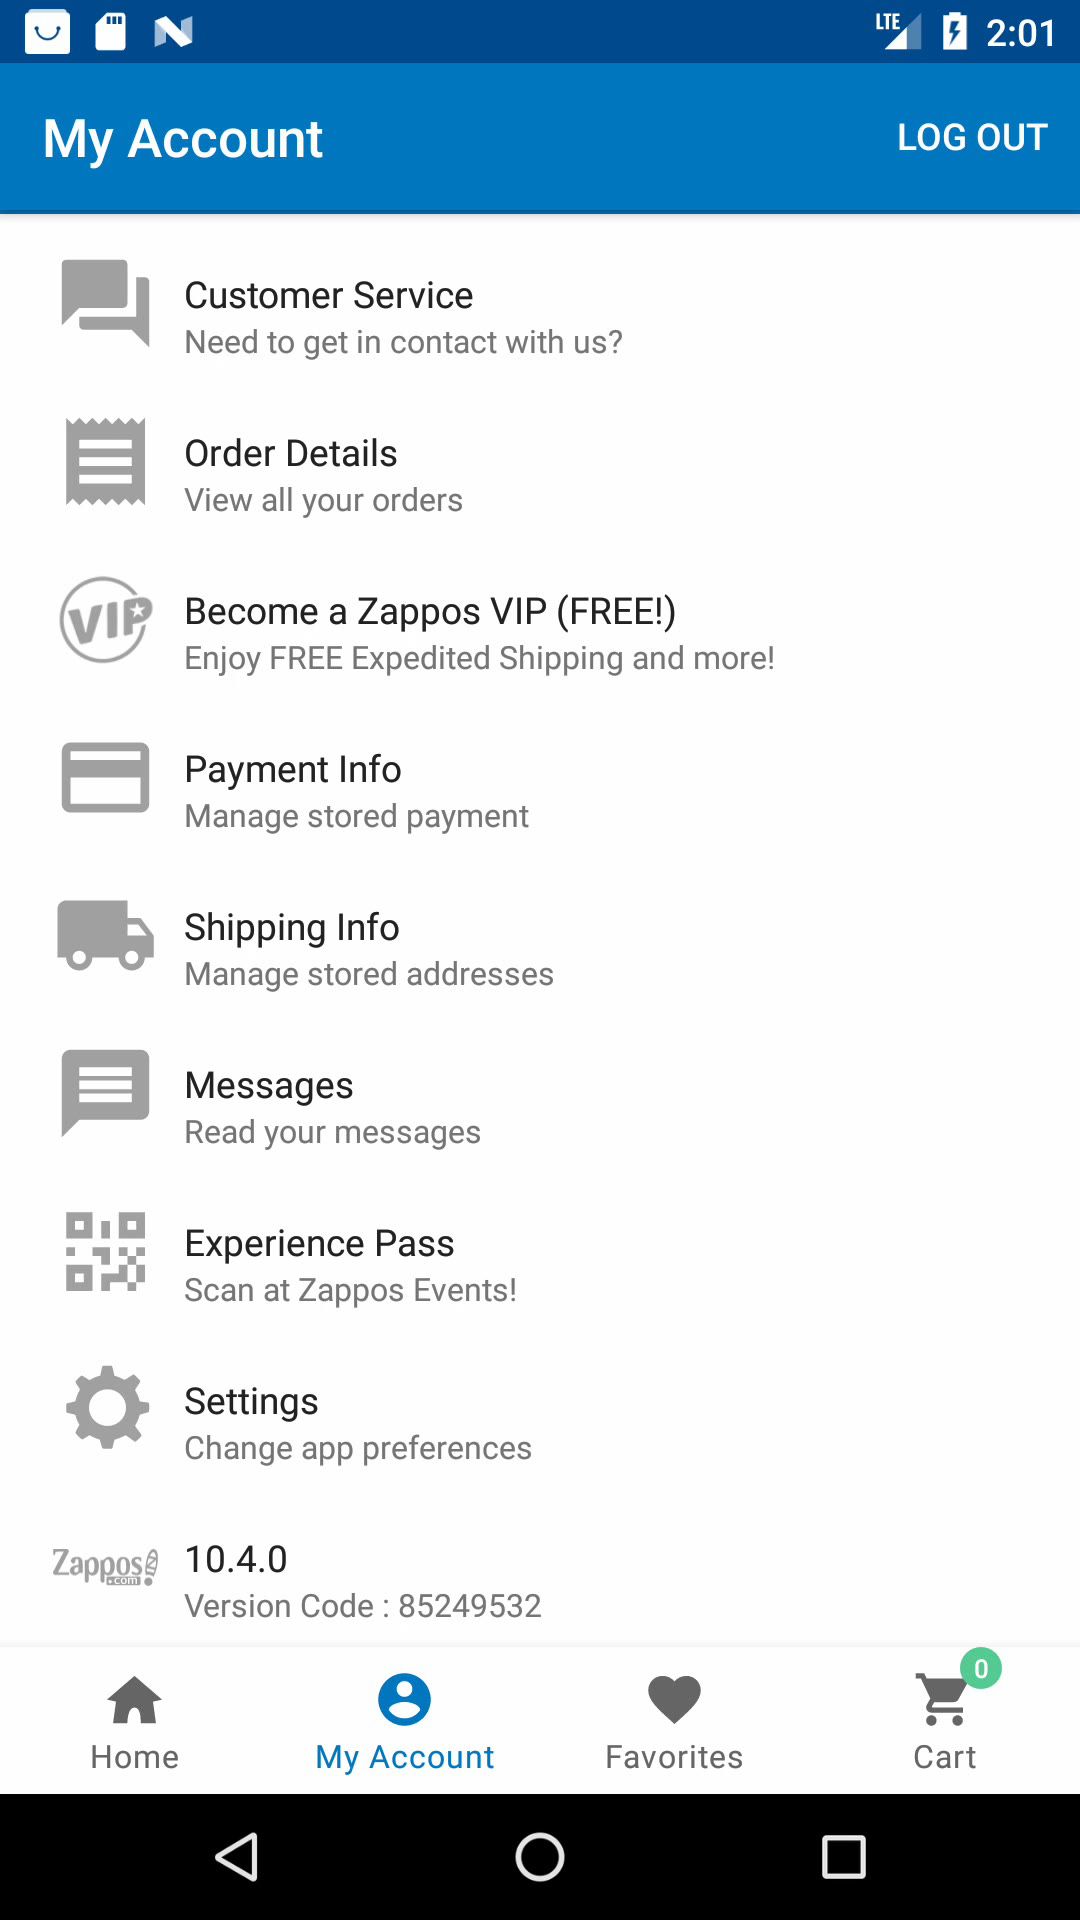 LTE 2:01
My Account LOG OUT
Customer Service
Need to get in contact with us?
Order Details
View all your orders
VIP
Become a Zappos VIP (FREE!)
Enjoy FREE Expedited Shipping and more!
Payment Info
Manage stored payment
Shipping Info
Manage stored addresses
Messages
Read your messages
Experience Pass
Scan at Zappos Events!
Settings
Change app preferences
Zappos
.com
10.4.0
Version Code : 85249532
0
Home My Account Favorites Cart